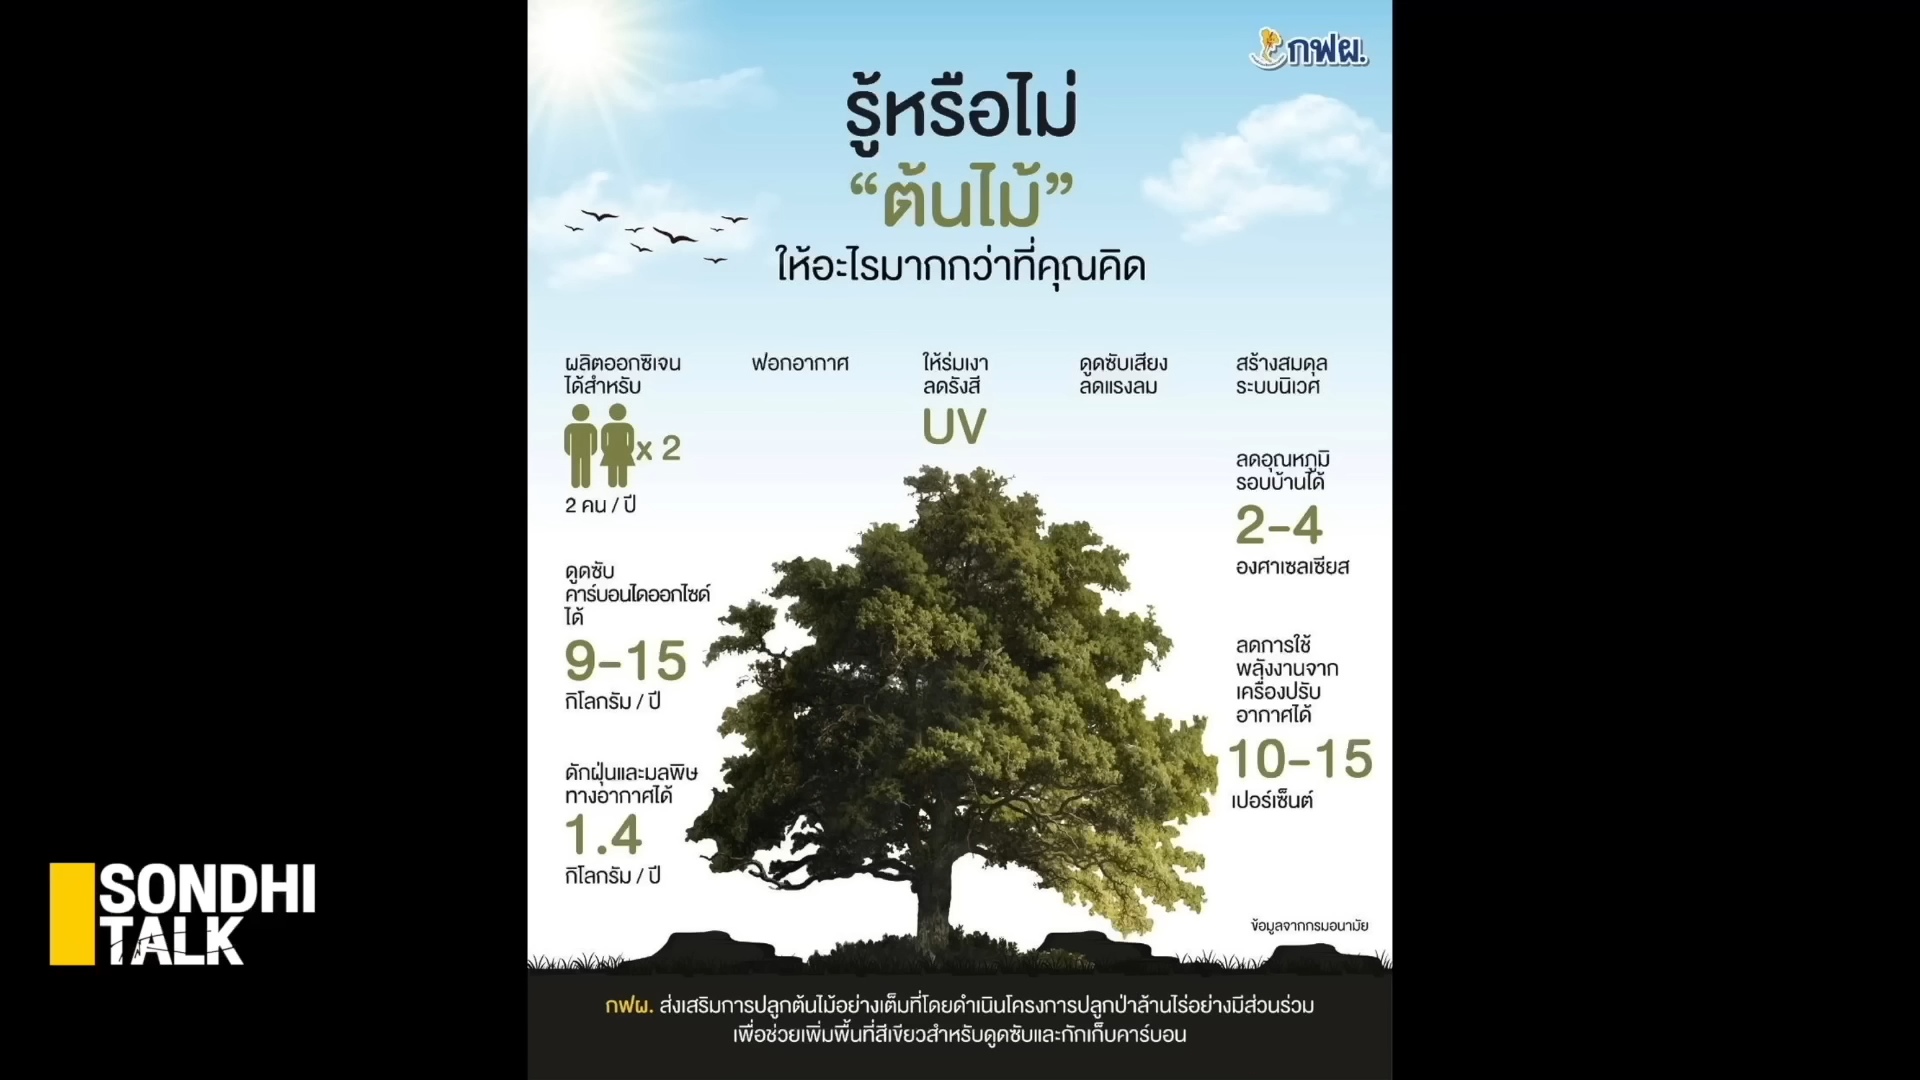 กฟผ.
รู้หรือไม่
“ต้นไม้”
ให้อะไรมากกว่าที่คุณคิด
ผลิตออกซิเจน
ได้สำหรับ
x 2
2 คน / ปี
ฟอกอากาศ
ให้ร่มเงา
ลดรังสี
UV
ดูดซับเสียง
ลดแรงลม
สร้างสมดุล
ระบบนิเวศ
ดูดซับ
คาร์บอนไดออกไซด์
ได้
9-15
กิโลกรัม / ปี
ดักฝุ่นและมลพิษ
ทางอากาศได้
1.4
กิโลกรัม / ปี
ลดอุณหภูมิ
รอบบ้านได้
2-4
องศาเซลเซียส
ลดการใช้
พลังงานจาก
เครื่องปรับ
อากาศได้
10-15
เปอร์เซ็นต์
ข้อมูลจากกรมอนามัย
กฟผ. ส่งเสริมการปลูกต้นไม้อย่างเต็มที่โดยดำเนินโครงการปลูกป่าล้านไร่อย่างมีส่วนร่วม
เพื่อช่วยเพิ่มพื้นที่สีเขียวสำหรับดูดซับและกักเก็บคาร์บอน
SONDHI
TALK